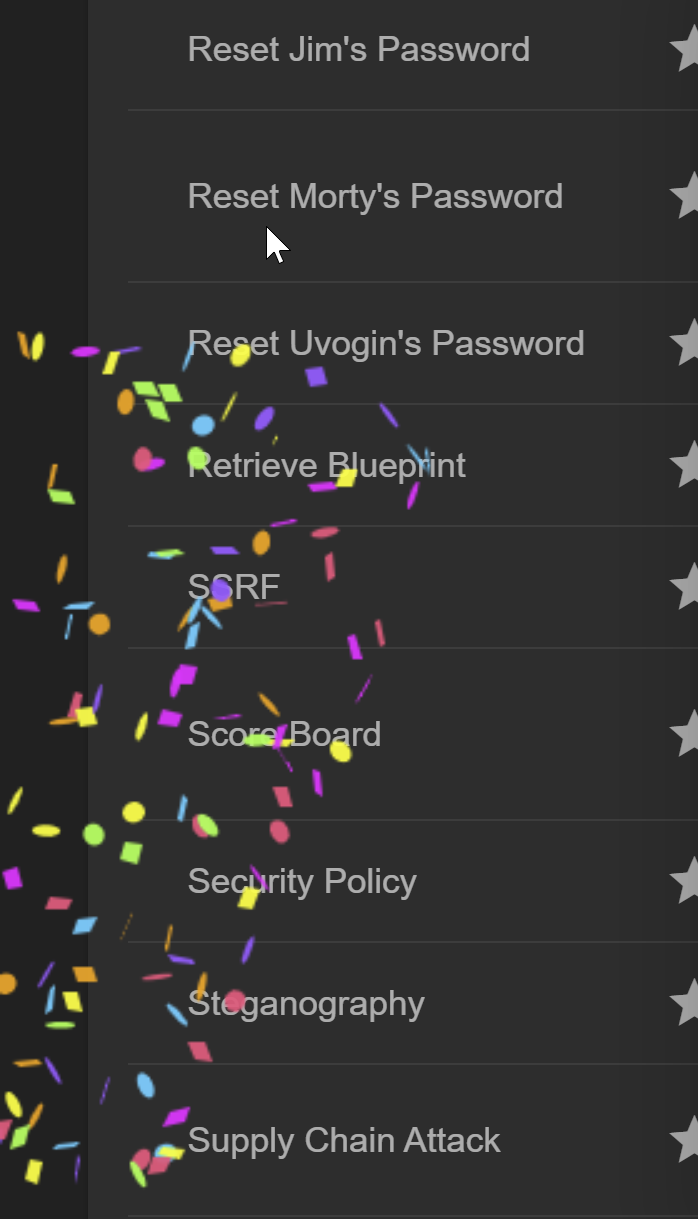 Reset Jim's Password
Reset Morty's Password
Reset Uvogin's Password
Retrieve Blueprint
SSRF
Score Board
Security Policy
Steganography
Supply Chain Attack